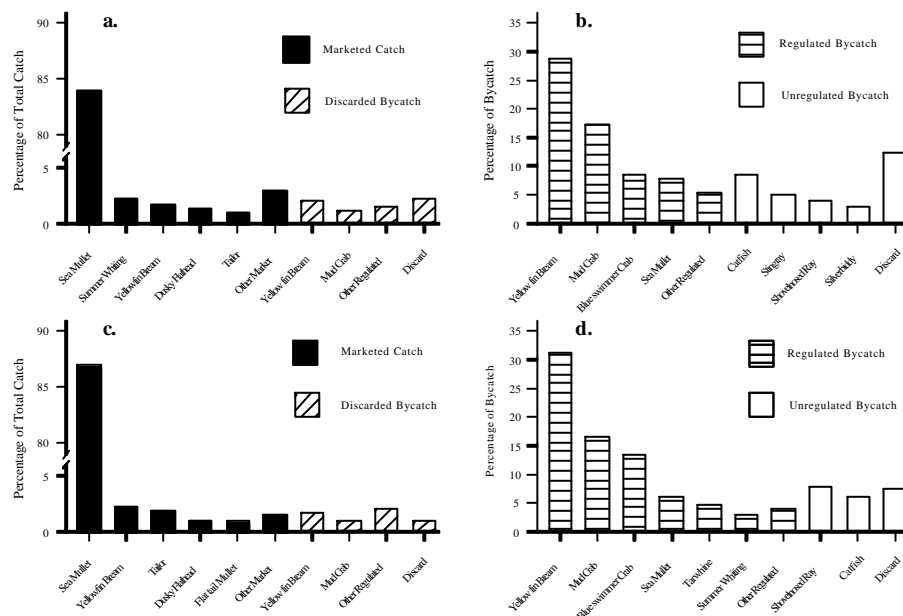 a.
Percentage of Total Catch
90
85
80
5
0
Marketed Catch
Discarded Bycatch
Sea Mullet
Summer Whiting
Yellowfin Bream
Dusky Flathead
Tailor
Other Market
Yellow fin Bream
Mud Crab
Other Regulated
Discard
b.
Percentage of Bycatch
35
30
25
20
15
10
5
0
Regulated Bycatch
Unregulated Bycatch
Yellow fin Bream
Mud Crab
Blue swimmer Crab
Sea Mullet
Other Regulated
Catfish
Stingray
Shovelnosed Ray
Silverbiddy
Discard
c.
Percentage of Total Catch
90
85
80
5
0
Marketed Catch
Discarded Bycatch
Sea Mullet
Yellowfin Bream
Tailor
Dusky Flathead
Flat tail Mullet
Other Market
Yellow fin Bream
Mud Crab
Other Regulated
Discard
d.
Percentage of Bycatch
35
30
25
20
15
10
5
0
Regulated Bycatch
Unregulated Bycatch
Yellow fin Bream
Mud Crab
Blue swimmer Crab
Sea Mullet
Tarwhine
Summer Whiting
Other Regulated
Shovelnosed Ray
Catfish
Discard